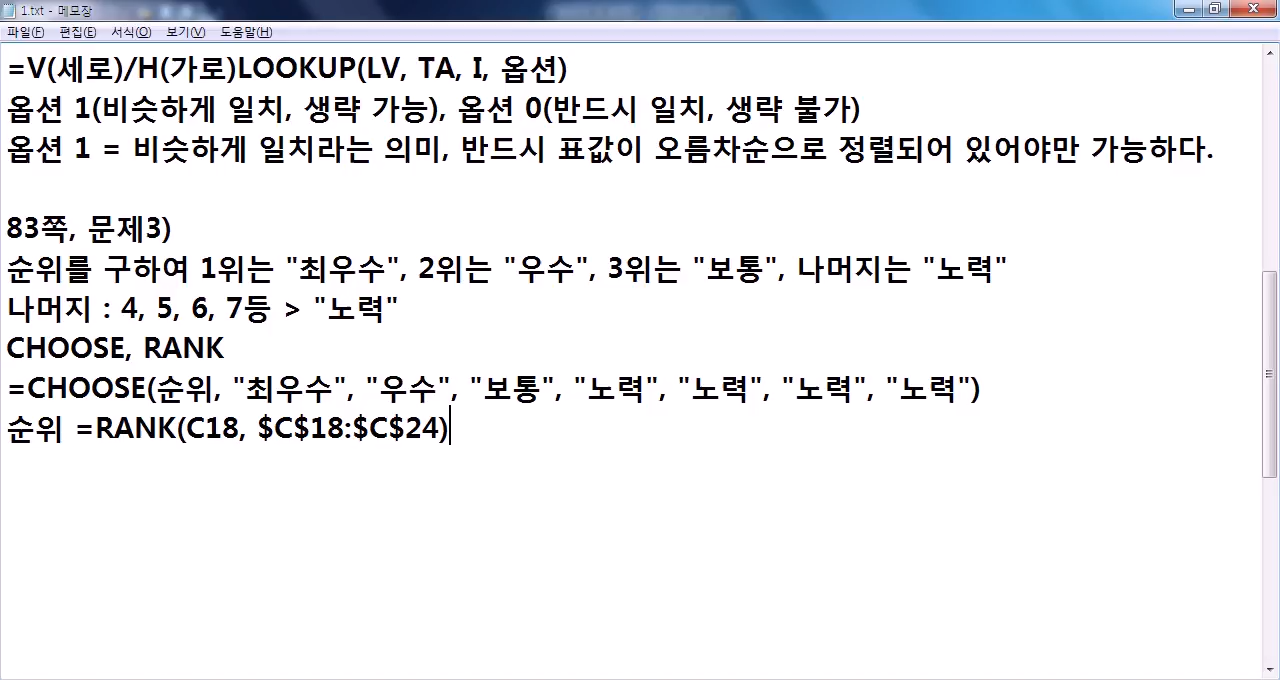 1.txt - 메모장
파일(F) 편집(E) 서식(O) 보기(V) 도움말(H)
=V(세로)/H(가로)LOOKUP(LV, TA, I, 옵션)
옵션 1(비슷하게 일치, 생략 가능), 옵션 0(반드시 일치, 생략 불가)
옵션 1 = 비슷하게 일치라는 의미, 반드시 표값이 오름차순으로 정렬되어 있어야만 가능하다.
83쪽, 문제3)
순위를 구하여 1위는 "최우수", 2위는 "우수", 3위는 "보통", 나머지는 "노력"
나머지 : 4, 5, 6, 7등 > "노력"
CHOOSE, RANK
=CHOOSE(순위, "최우수", "우수", "보통", "노력", "노력", "노력", "노력")
순위 =RANK(C18, $C$18:$C$24)